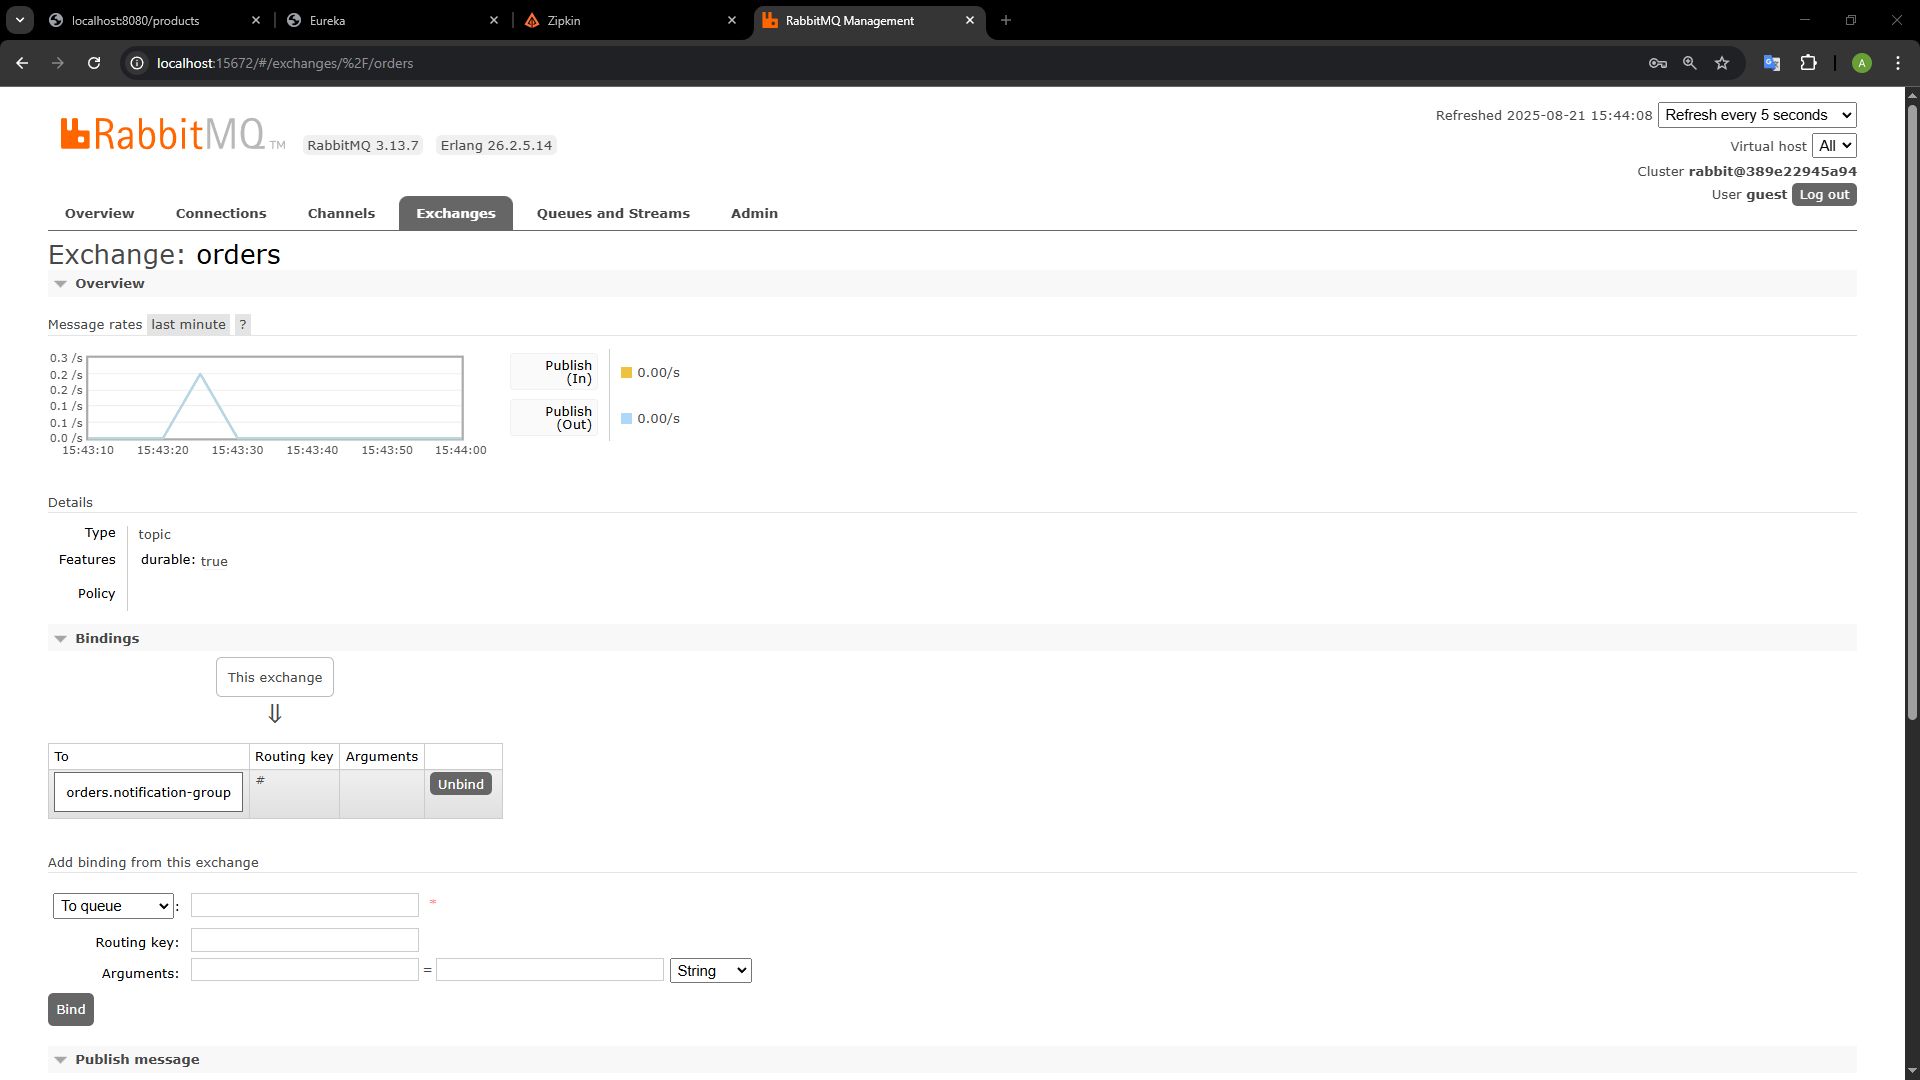 localhost:8080/products
Eureka
Zipkin
RabbitMQ Management
localhost:15672/#/exchanges/%2F/orders
A
RabbitMQ TM
RabbitMQ 3.13.7
Erlang 26.2.5.14
Refreshed 2025-08-21 15:44:08
Refresh every 5 seconds
Virtual host All
Cluster rabbit@389e22945a94
User guest Log out
Overview
Connections
Channels
Exchanges
Queues and Streams
Admin
Exchange: orders
Overview
Message rates last minute ?
0.3 /s
0.2 /s
0.2 /s
0.1 /s
0.1 /s
0.0 /s
15:43:10 15:43:20 15:43:30 15:43:40 15:43:50 15:44:00
Publish
(In)
0.00/s
Publish
(Out)
0.00/s
Details
Type topic
Features durable: true
Policy
Bindings
This exchange
⇓
To Routing key Arguments
orders.notification-group # Unbind
Add binding from this exchange
To queue : *
Routing key:
Arguments: = String
Bind
Publish message